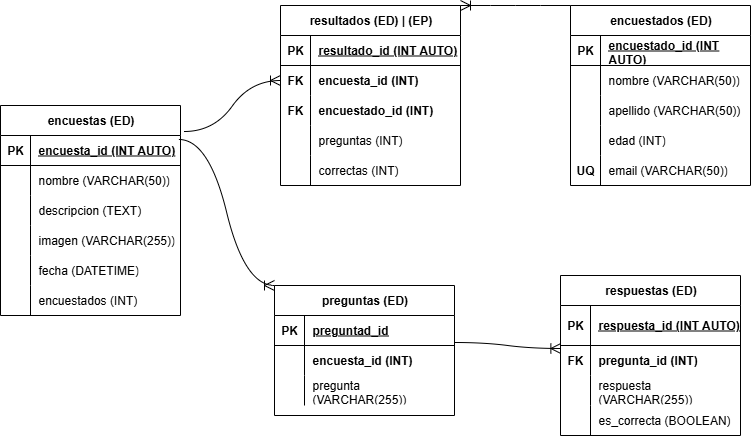 resultados (ED) | (EP)
PK resultado_id (INT AUTO)
FK encuesta_id (INT)
FK encuestado_id (INT)
preguntas (INT)
correctas (INT)
encuestados (ED)
PK encuestado_id (INT
AUTO)
nombre (VARCHAR(50))
apellido (VARCHAR(50))
edad (INT)
UQ email (VARCHAR(50))
encuestas (ED)
PK encuesta_id (INT AUTO)
nombre (VARCHAR(50))
descripcion (TEXT)
imagen (VARCHAR(255))
fecha (DATETIME)
encuestados (INT)
preguntas (ED)
PK preguntad_id
encuesta_id (INT)
pregunta
(VARCHAR(255))
respuestas (ED)
PK respuesta_id (INT AUTO)
FK pregunta_id (INT)
respuesta
(VARCHAR(255))
es_correcta (BOOLEAN)